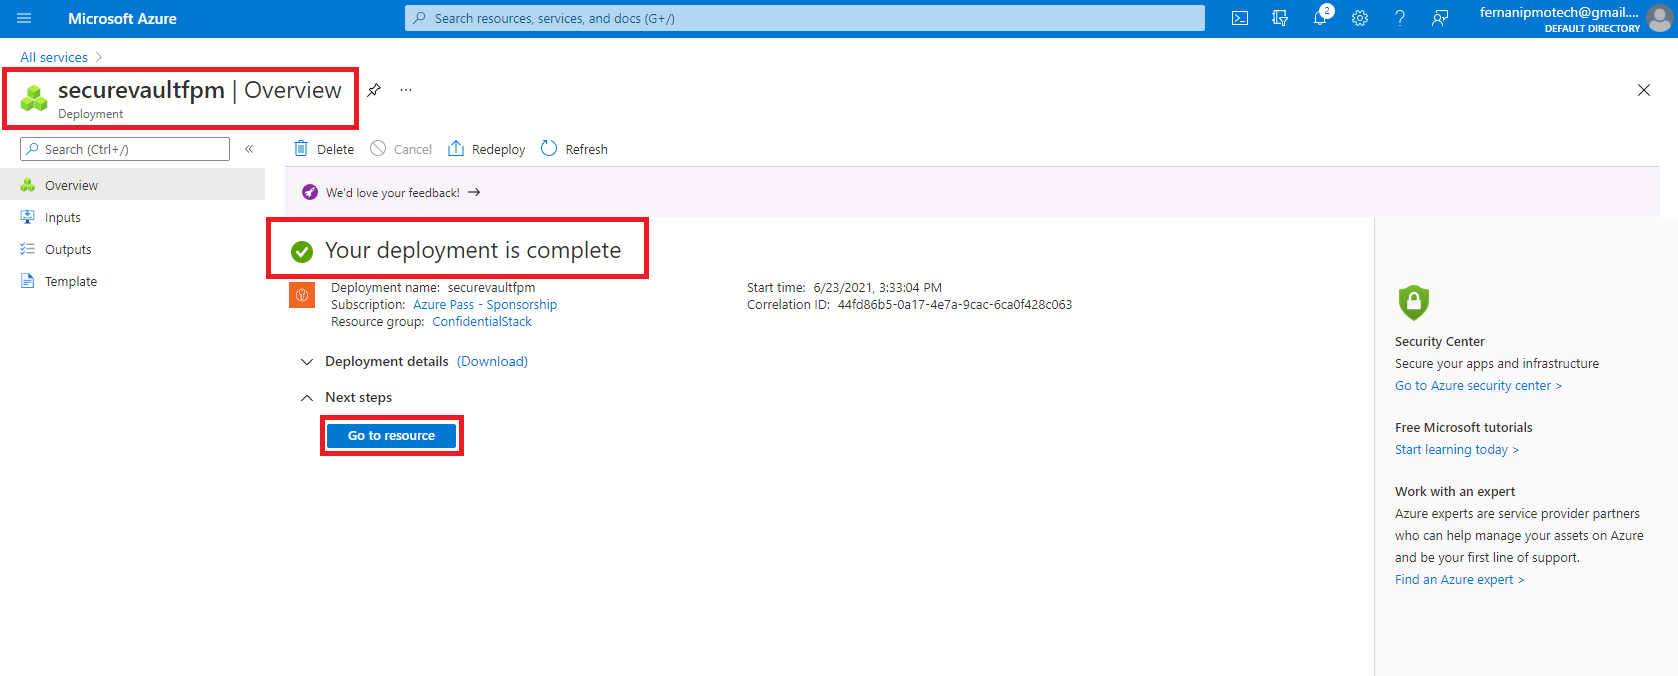 Microsoft Azure
Search resources, services, and docs (G+/)
2
fernanipmotech@gmail....
DEFAULT DIRECTORY
All services
securevaultfpm | Overview
Deployment
Search (Ctrl+/)
Overview
Inputs
Outputs
Template
Delete
Cancel
Redeploy
Refresh
We'd love your feedback!
Your deployment is complete
Deployment name: securevaultfpm
Subscription: Azure Pass - Sponsorship
Resource group: ConfidentialStack
Start time: 6/23/2021, 3:33:04 PM
Correlation ID: 44fd86b5-0a17-4e7a-9cac-6ca0f428c063
Deployment details (Download)
Next steps
Go to resource
Security Center
Secure your apps and infrastructure
Go to Azure security center >
Free Microsoft tutorials
Start learning today >
Work with an expert
Azure experts are service provider partners
who can help manage your assets on Azure
and be your first line of support.
Find an Azure expert >